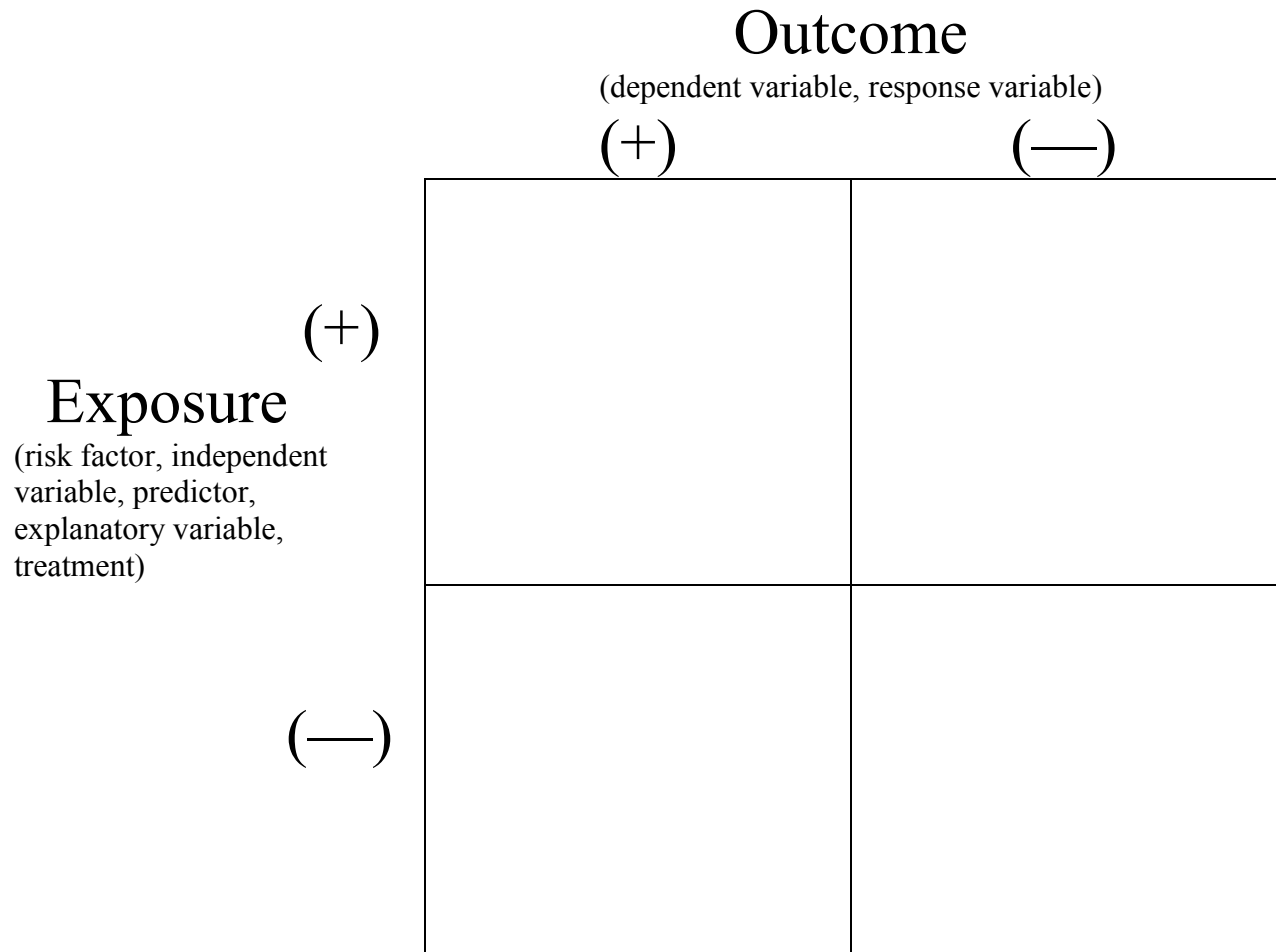 Outcome
(dependent variable, response variable)
(+) (—)
(+)
Exposure
(risk factor, independent
variable, predictor,
explanatory variable,
treatment)
(—)